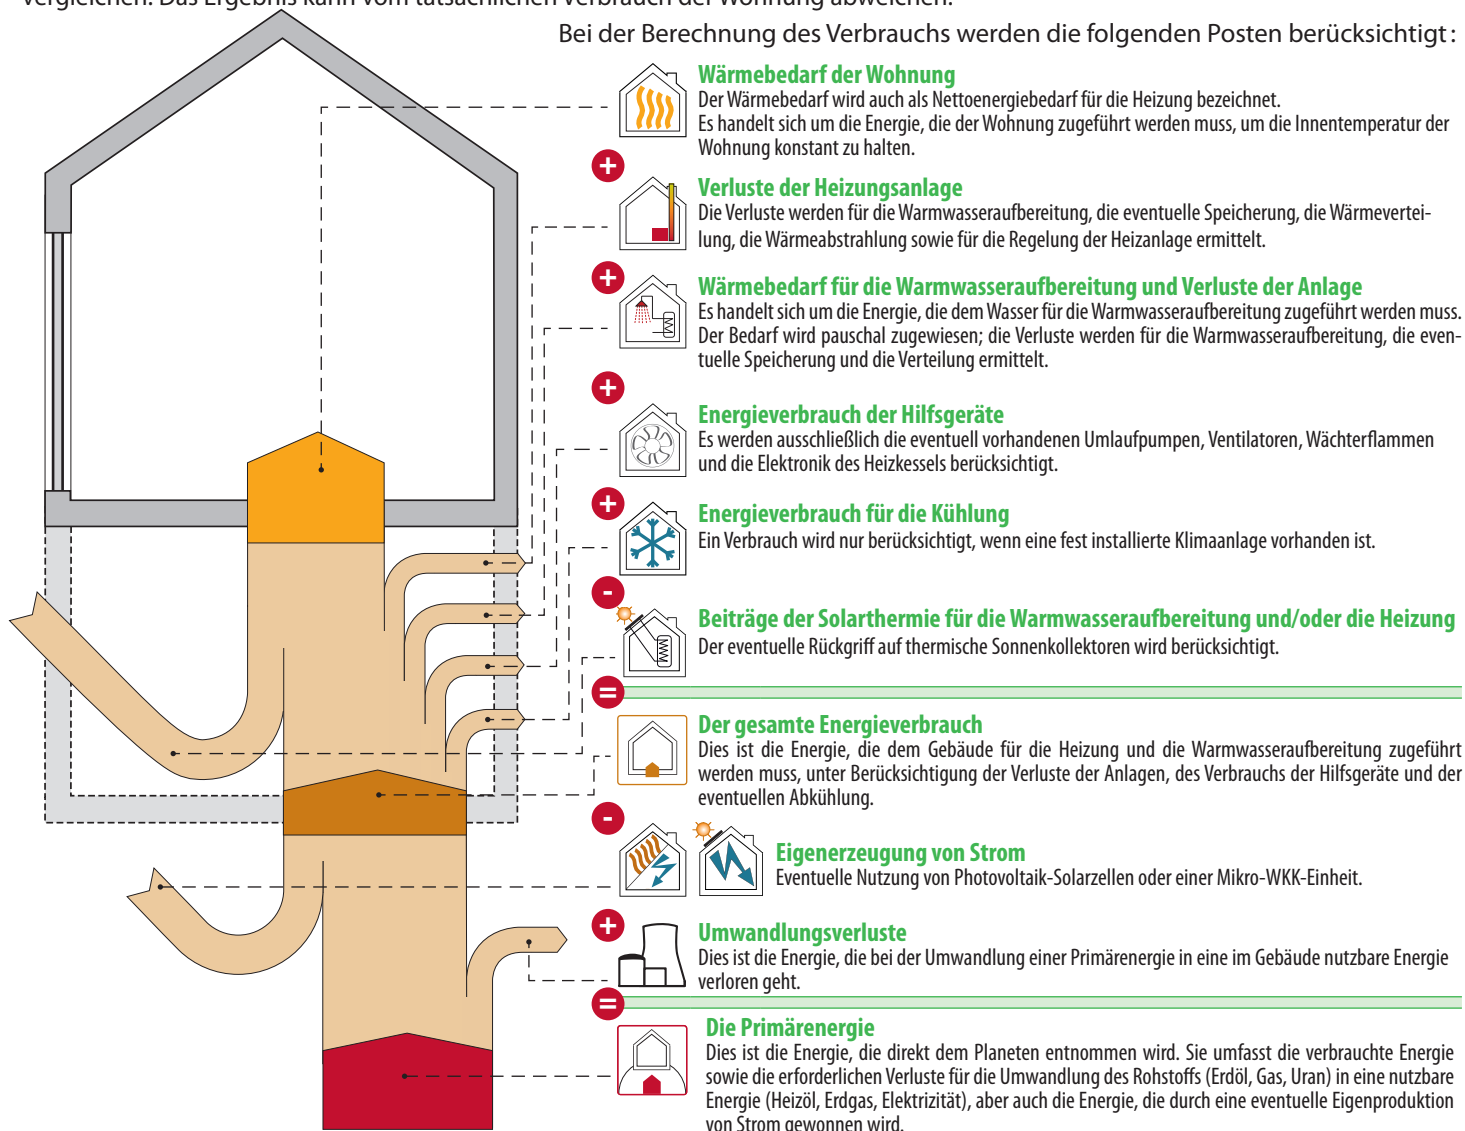 vergleichen. Das Ergebnis kann vom tatsächlichen Verbrauch der Wohnung abweichen.
Bei der Berechnung des Verbrauchs werden die folgenden Posten berücksichtigt :
Wärmebedarf der Wohnung
Der Wärmebedarf wird auch als Nettoenergiebedarf für die Heizung bezeichnet.
Es handelt sich um die Energie, die der Wohnung zugeführt werden muss, um die Innentemperatur der
Wohnung konstant zu halten.
+
Verluste der Heizungsanlage
Die Verluste werden für die Warmwasseraufbereitung, die eventuelle Speicherung, die Wärmevertei-
lung, die Wärmeabstrahlung sowie für die Regelung der Heizanlage ermittelt.
+
Wärmebedarf für die Warmwasseraufbereitung und Verluste der Anlage
Es handelt sich um die Energie, die dem Wasser für die Warmwasseraufbereitung zugeführt werden muss.
Der Bedarf wird pauschal zugewiesen; die Verluste werden für die Warmwasseraufbereitung, die even-
tuelle Speicherung und die Verteilung ermittelt.
+
Energieverbrauch der Hilfsgeräte
Es werden ausschließlich die eventuell vorhandenen Umlaufpumpen, Ventilatoren, Wächterflammen
und die Elektronik des Heizkessels berücksichtigt.
+
Energieverbrauch für die Kühlung
Ein Verbrauch wird nur berücksichtigt, wenn eine fest installierte Klimaanlage vorhanden ist.
-
Beiträge der Solarthermie für die Warmwasseraufbereitung und/oder die Heizung
Der eventuelle Rückgriff auf thermische Sonnenkollektoren wird berücksichtigt.
=
Der gesamte Energieverbrauch
Dies ist die Energie, die dem Gebäude für die Heizung und die Warmwasseraufbereitung zugeführt
werden muss, unter Berücksichtigung der Verluste der Anlagen, des Verbrauchs der Hilfsgeräte und der
eventuellen Abkühlung.
-
Eigenerzeugung von Strom
Eventuelle Nutzung von Photovoltaik-Solarzellen oder einer Mikro-WKK-Einheit.
+
Umwandlungsverluste
Dies ist die Energie, die bei der Umwandlung einer Primärenergie in eine im Gebäude nutzbare Energie
verloren geht.
=
Die Primärenergie
Dies ist die Energie, die direkt dem Planeten entnommen wird. Sie umfasst die verbrauchte Energie
sowie die erforderlichen Verluste für die Umwandlung des Rohstoffs (Erdöl, Gas, Uran) in eine nutzbare
Energie (Heizöl, Erdgas, Elektrizität), aber auch die Energie, die durch eine eventuelle Eigenproduktion
von Strom gewonnen wird.